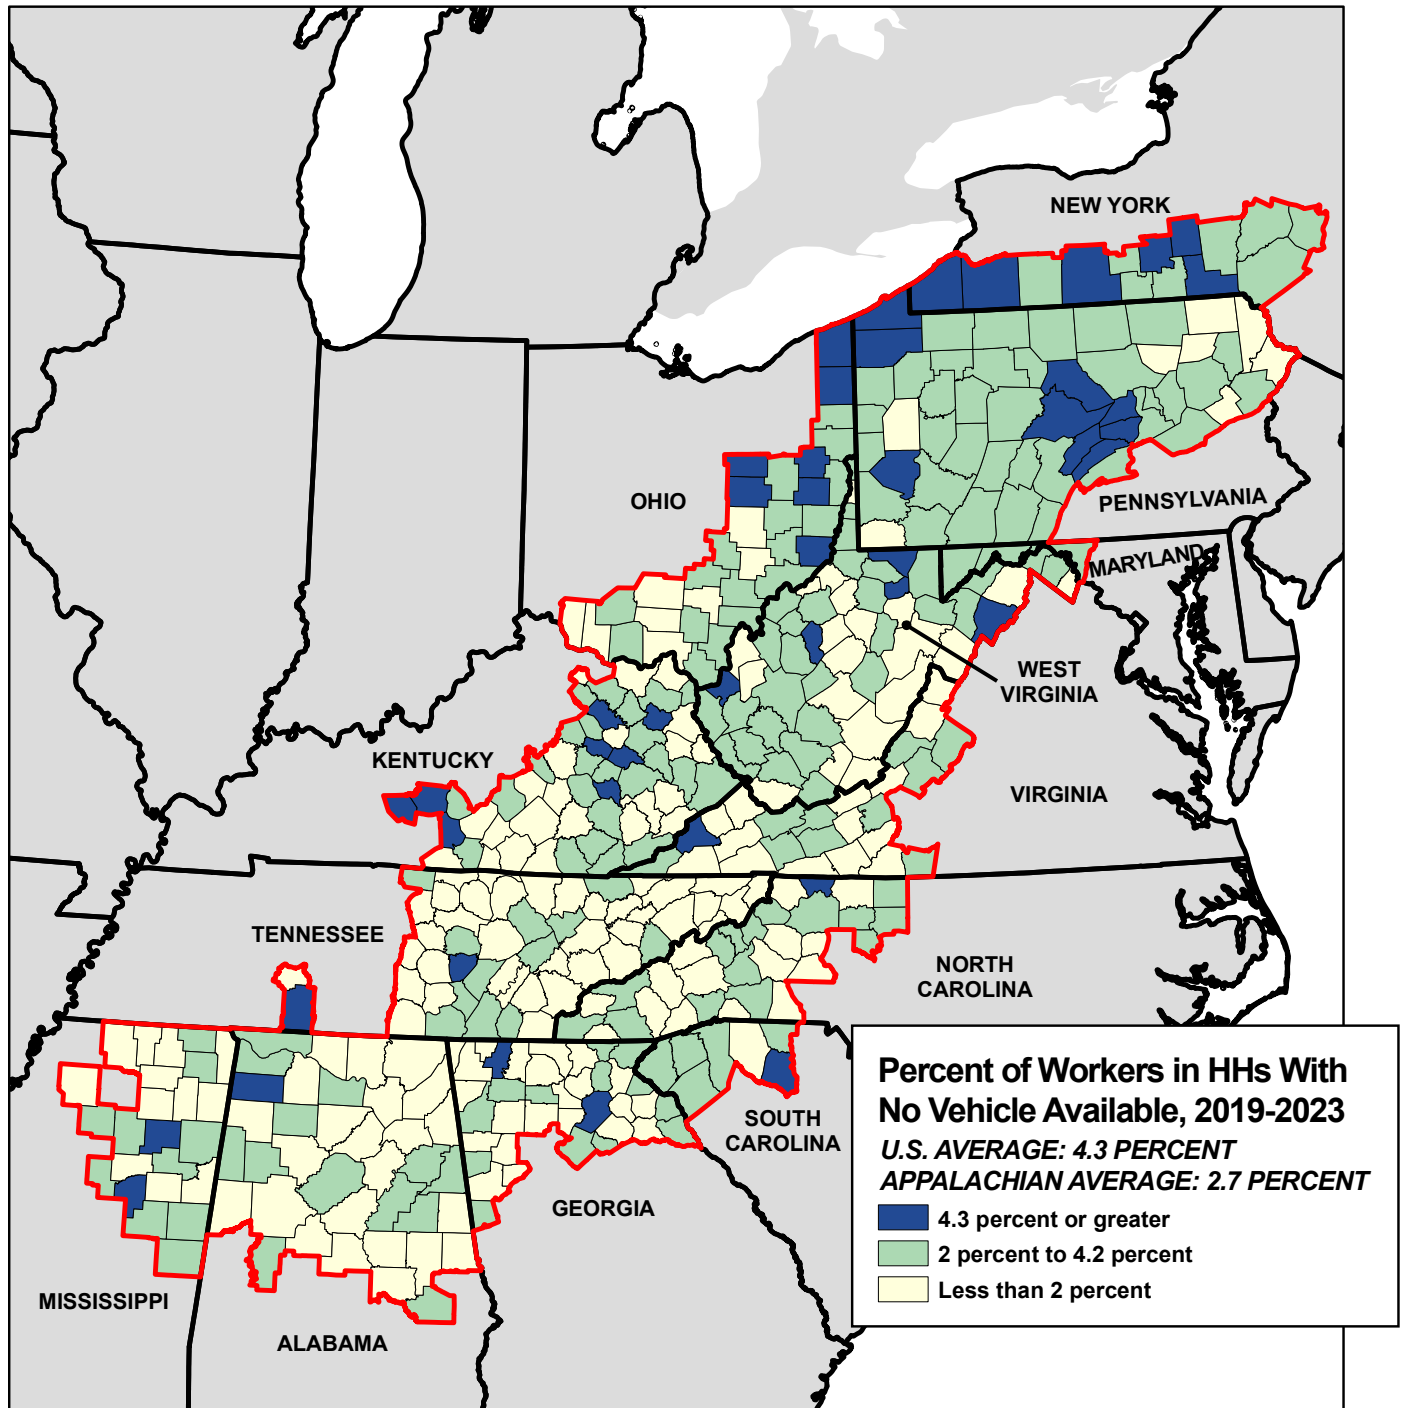 NEW YORK
OHIO
PENNSYLVANIA
MARYLAND
WEST
VIRGINIA
KENTUCKY
VIRGINIA
TENNESSEE
NORTH
CAROLINA
SOUTH
CAROLINA
GEORGIA
MISSISSIPPI
ALABAMA
Percent of Workers in HHs With
No Vehicle Available, 2019-2023
U.S. AVERAGE: 4.3 PERCENT
APPALACHIAN AVERAGE: 2.7 PERCENT
4.3 percent or greater
2 percent to 4.2 percent
Less than 2 percent